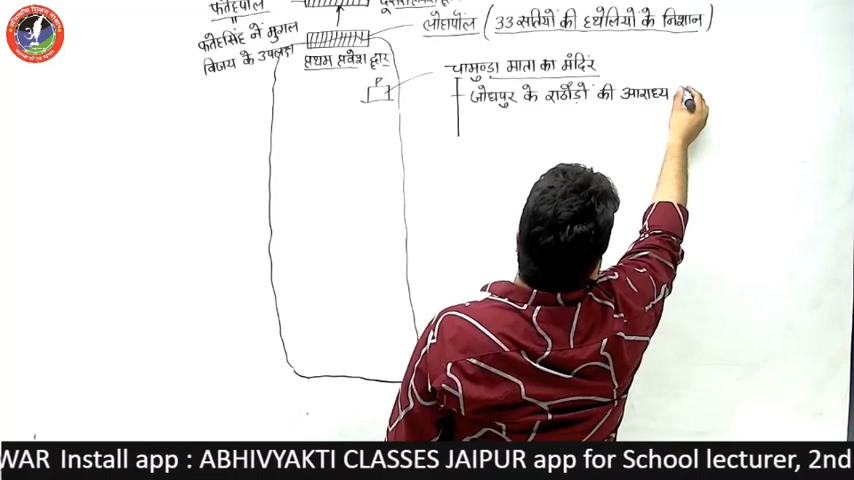 फतेहपोल
=
फतेहसिंह ने मुगल
विजय के उपलक्ष
प्रथम प्रवेश द्वार
लोहापोल (33 सतियों की हथेलियों के निशान)
चामुण्डा माता का मंदिर
जोधपुर के राठौड़ों की आराध्य
WAR Install app : ABHIVYAKTI CLASSES JAIPUR app for School lecturer, 2nd